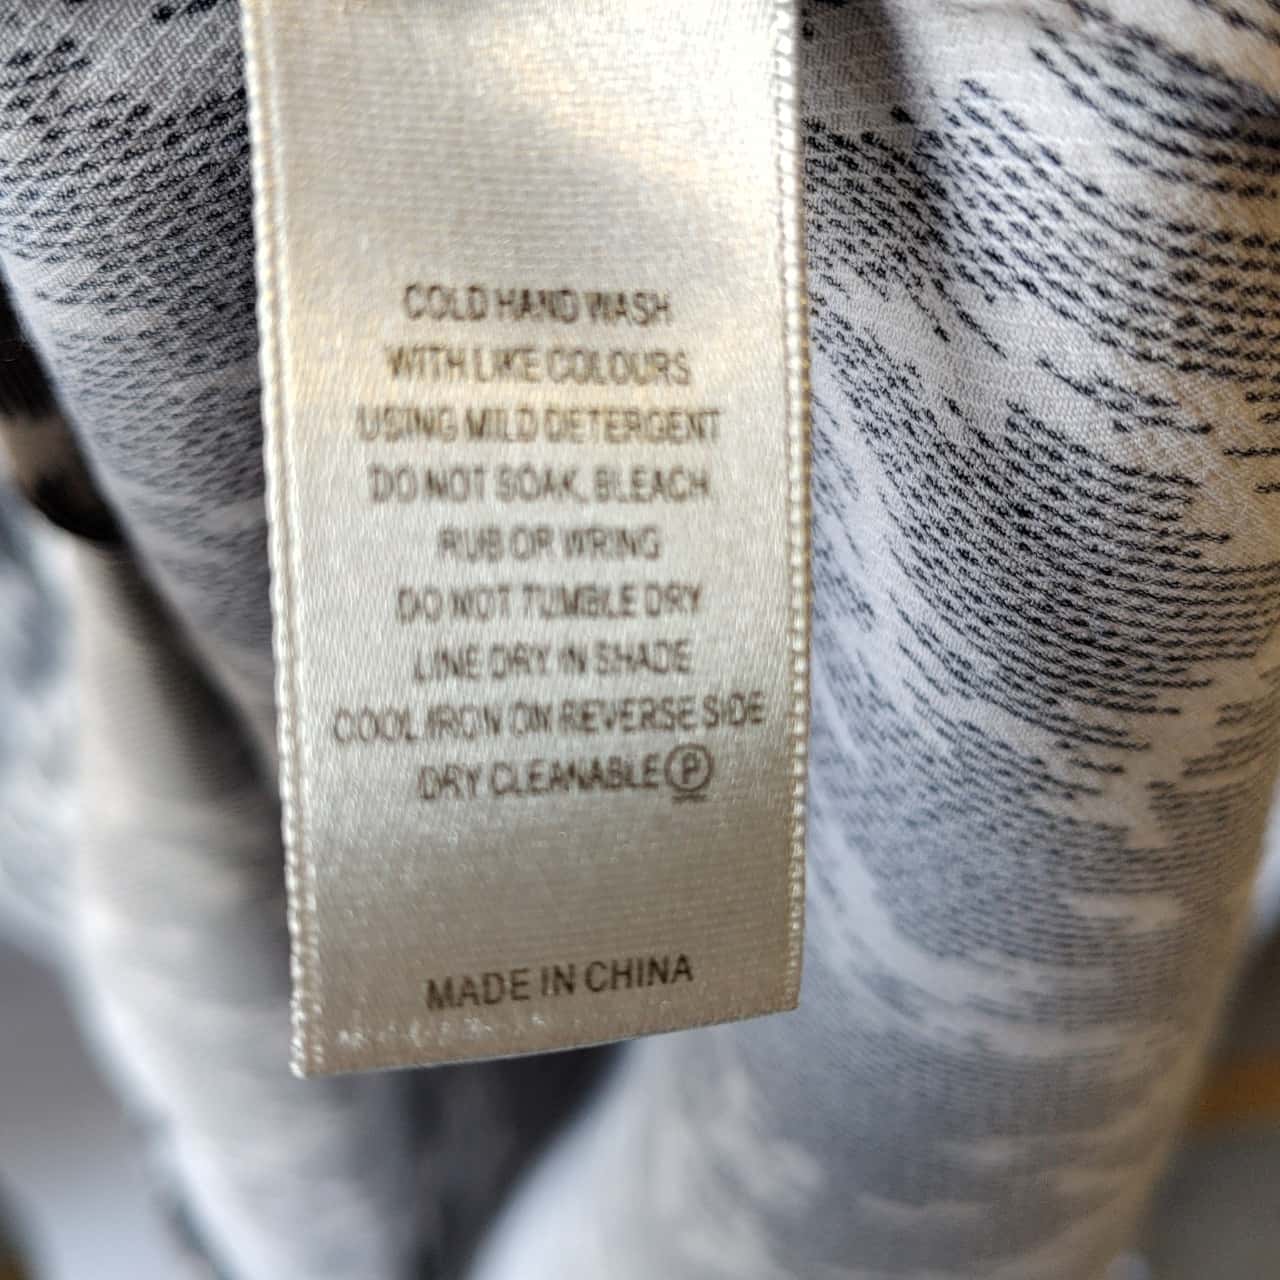 COLD HAND WASH
WITH LIKE COLOURS
USING MILD DETERGENT
DO NOT SOAK, BLEACH
RUB OR WRING
DO NOT TUMBLE DRY
LINE DRY IN SHADE
COOL IRON ON REVERSE SIDE
DRY CLEANABLE Ⓟ
MADE IN CHINA